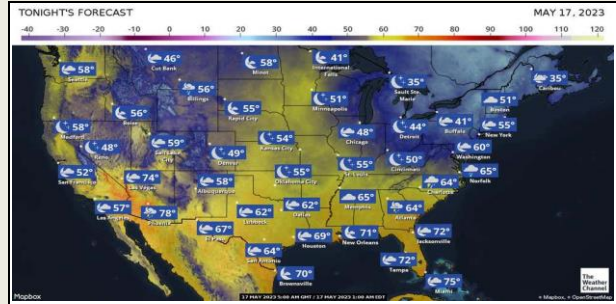 TONIGHT'S FORECAST
MAY 17, 2023
-40 -20 -10 0 10 20 30 40 50 60 70 80 90 100 120
58° Seattle
46° Cut Bank
58° Minot
41° International Falls
35° Sault Ste Marie
35° Caribou
56° Billings
56° Boise
55° Rapid City
51° Minneapolis
41° Buffalo
51° Boston
55° New York
58° Medford
48° Reno
59° Salt Lake City
49° Denver
54° Kansas City
48° Chicago
44° Detroit
60° Washington
52° San Francisco
74° Las Vegas
58° Albuquerque
55° Oklahoma City
55° St. Louis
50° Cincinnati
65° Norfolk
57° Los Angeles
78° Phoenix
67° El Paso
62° Lubbock
62° Dallas
65° Memphis
64° Atlanta
64° Charlotte
64° San Antonio
69° Houston
71° New Orleans
72° Jacksonville
70° Brownsville
72° Tampa
75° Miami
The
Weather
Channel
Mapbox
17 MAY 2023 5:00 AM GMT / 17 MAY 2023 1:00 AM EDT
© Mapbox, © OpenStreetMap